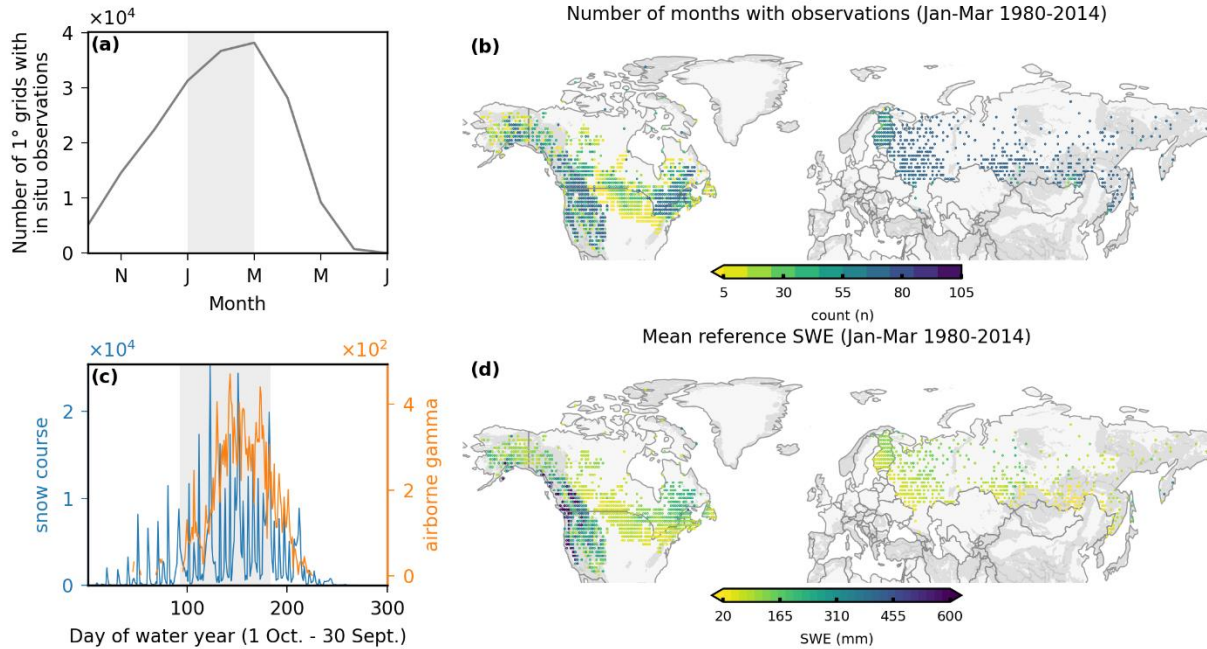 ×10⁴
(a)
Number of 1° grids with
in situ observations
4
3
2
1
0
N
J
M
M
J
Month
Number of months with observations (Jan-Mar 1980-2014)
(b)
5
30
55
80
105
count (n)
×10⁴
×10²
(c)
snow course
2
1
0
airborne gamma
4
2
0
100
200
300
Day of water year (1 Oct. - 30 Sept.)
Mean reference SWE (Jan-Mar 1980-2014)
(d)
20
165
310
455
600
SWE (mm)